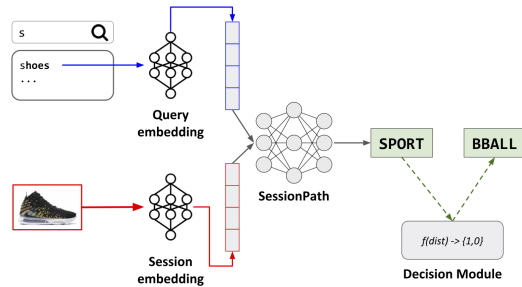 s
shoes
...
Query
embedding
SessionPath
SPORT
BBALL
Session
embedding
f(dist) -> {1,0}
Decision Module